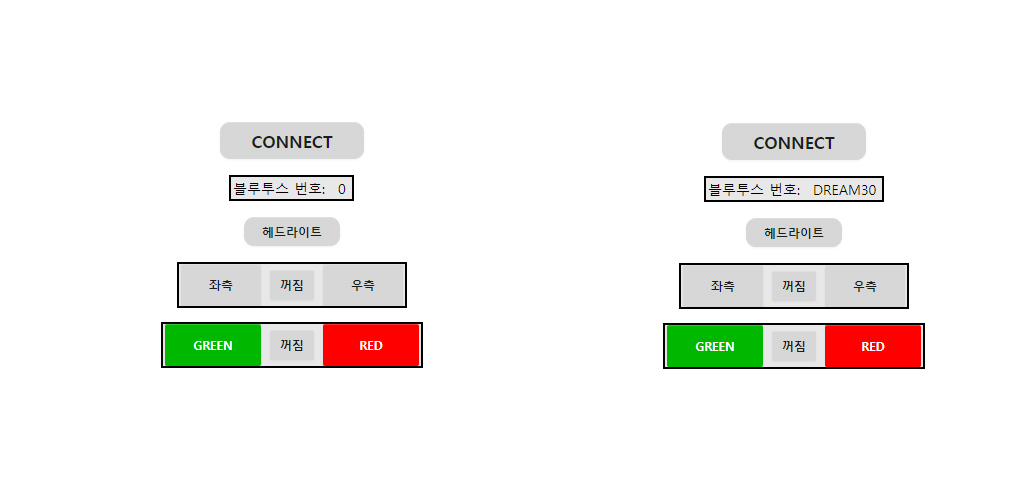 CONNECT
블루투스 번호: 0
헤드라이트
좌측 꺼짐 우측
GREEN 꺼짐 RED
CONNECT
블루투스 번호: DREAM30
헤드라이트
좌측 꺼짐 우측
GREEN 꺼짐 RED